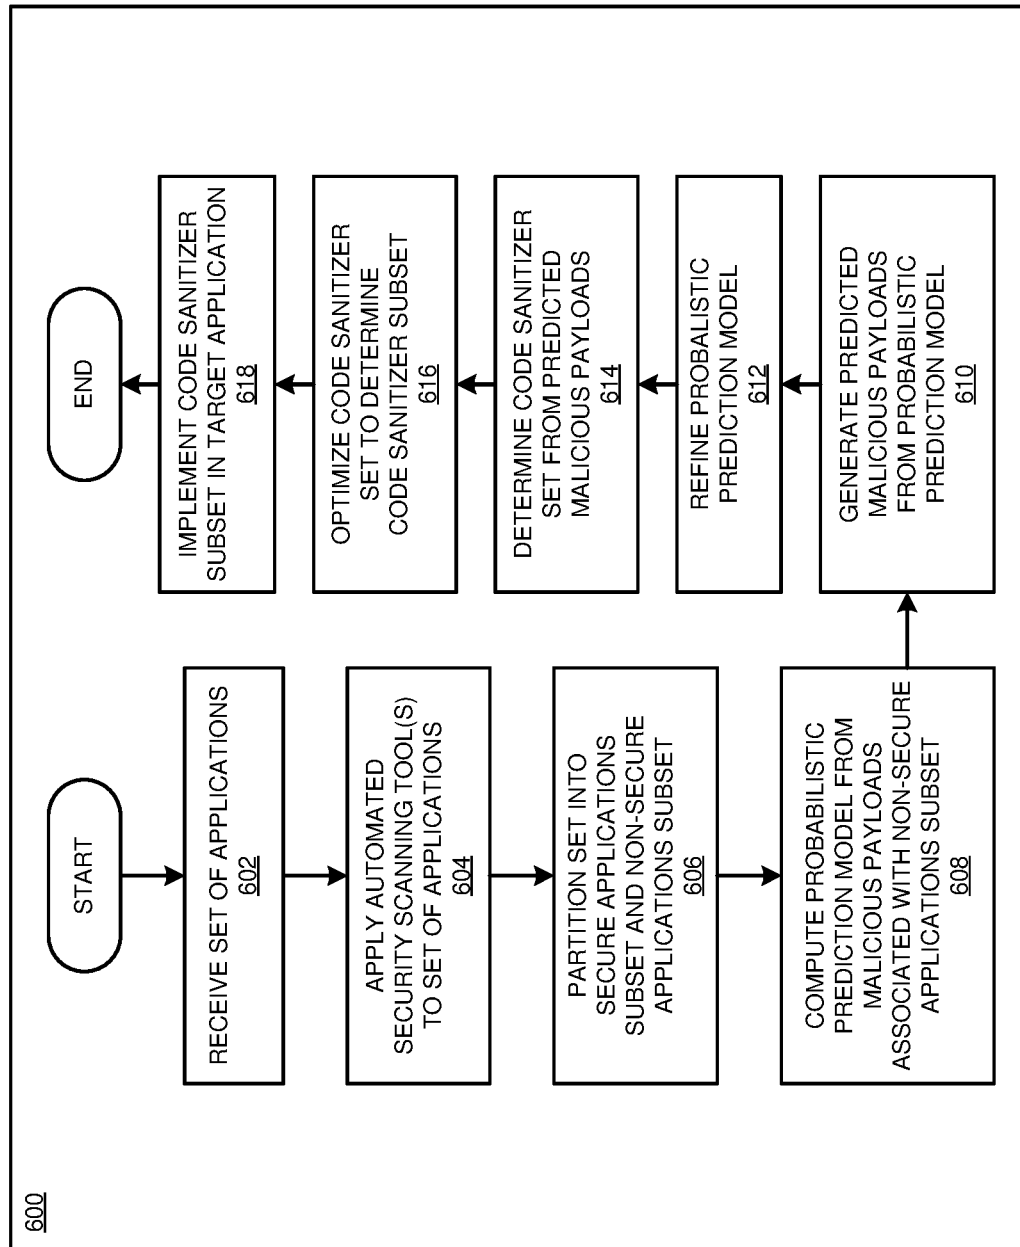 600
START
RECEIVE SET OF APPLICATIONS
602
APPLY AUTOMATED
SECURITY SCANNING TOOL(S)
TO SET OF APPLICATIONS
604
PARTITION SET INTO
SECURE APPLICATIONS
SUBSET AND NON-SECURE
APPLICATIONS SUBSET
606
COMPUTE PROBABILISTIC
PREDICTION MODEL FROM
MALICIOUS PAYLOADS
ASSOCIATED WITH NON-SECURE
APPLICATIONS SUBSET
608
GENERATE PREDICTED
MALICIOUS PAYLOADS
FROM PROBABILISTIC
PREDICTION MODEL
610
REFINE PROBALISTIC
PREDICTION MODEL
612
DETERMINE CODE SANITIZER
SET FROM PREDICTED
MALICIOUS PAYLOADS
614
OPTIMIZE CODE SANITIZER
SET TO DETERMINE
CODE SANITIZER SUBSET
616
IMPLEMENT CODE SANITIZER
SUBSET IN TARGET APPLICATION
618
END